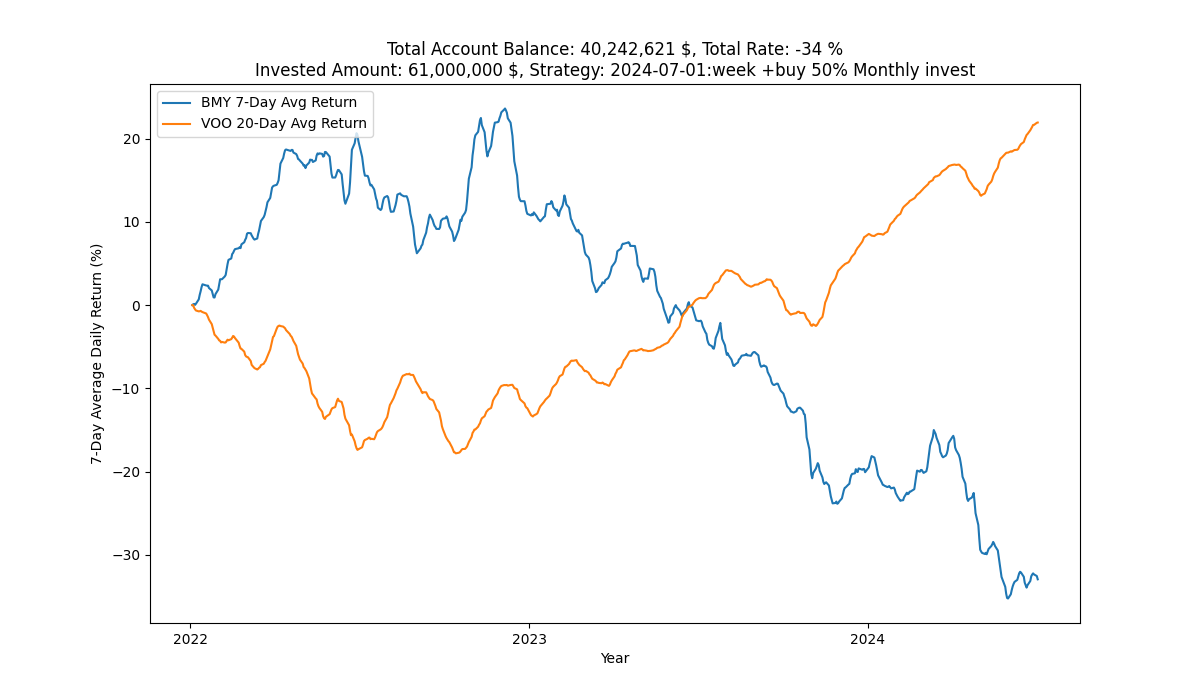 Total Account Balance: 40,242,621 $, Total Rate: -34 %
Invested Amount: 61,000,000 $, Strategy: 2024-07-01:week +buy 50% Monthly invest
BMY 7-Day Avg Return
VOO 20-Day Avg Return
7-Day Average Daily Return (%)
20
10
0
−10
−20
−30
2022
2023
2024
Year